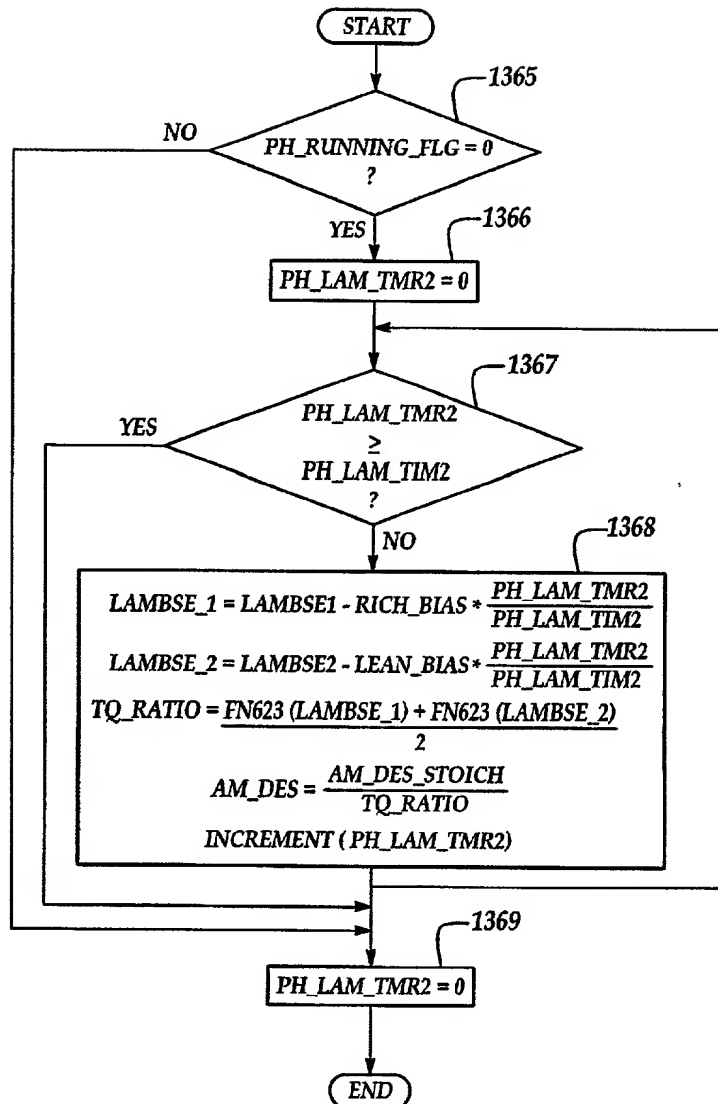 START
1365
NO
PH_RUNNING_FLG = 0
?
YES
1366
PH_LAM_TMR2 = 0
1367
YES
PH_LAM_TMR2
≥
PH_LAM_TIM2
?
NO
1368
LAMBSE_1 = LAMBSE1 - RICH_BIAS * PH_LAM_TMR2 / PH_LAM_TIM2
LAMBSE_2 = LAMBSE2 - LEAN_BIAS * PH_LAM_TMR2 / PH_LAM_TIM2
TQ_RATIO = FN623 (LAMBSE_1) + FN623 (LAMBSE_2) / 2
AM_DES = AM_DES_STOICH / TQ_RATIO
INCREMENT ( PH_LAM_TMR2)
1369
PH_LAM_TMR2 = 0
END